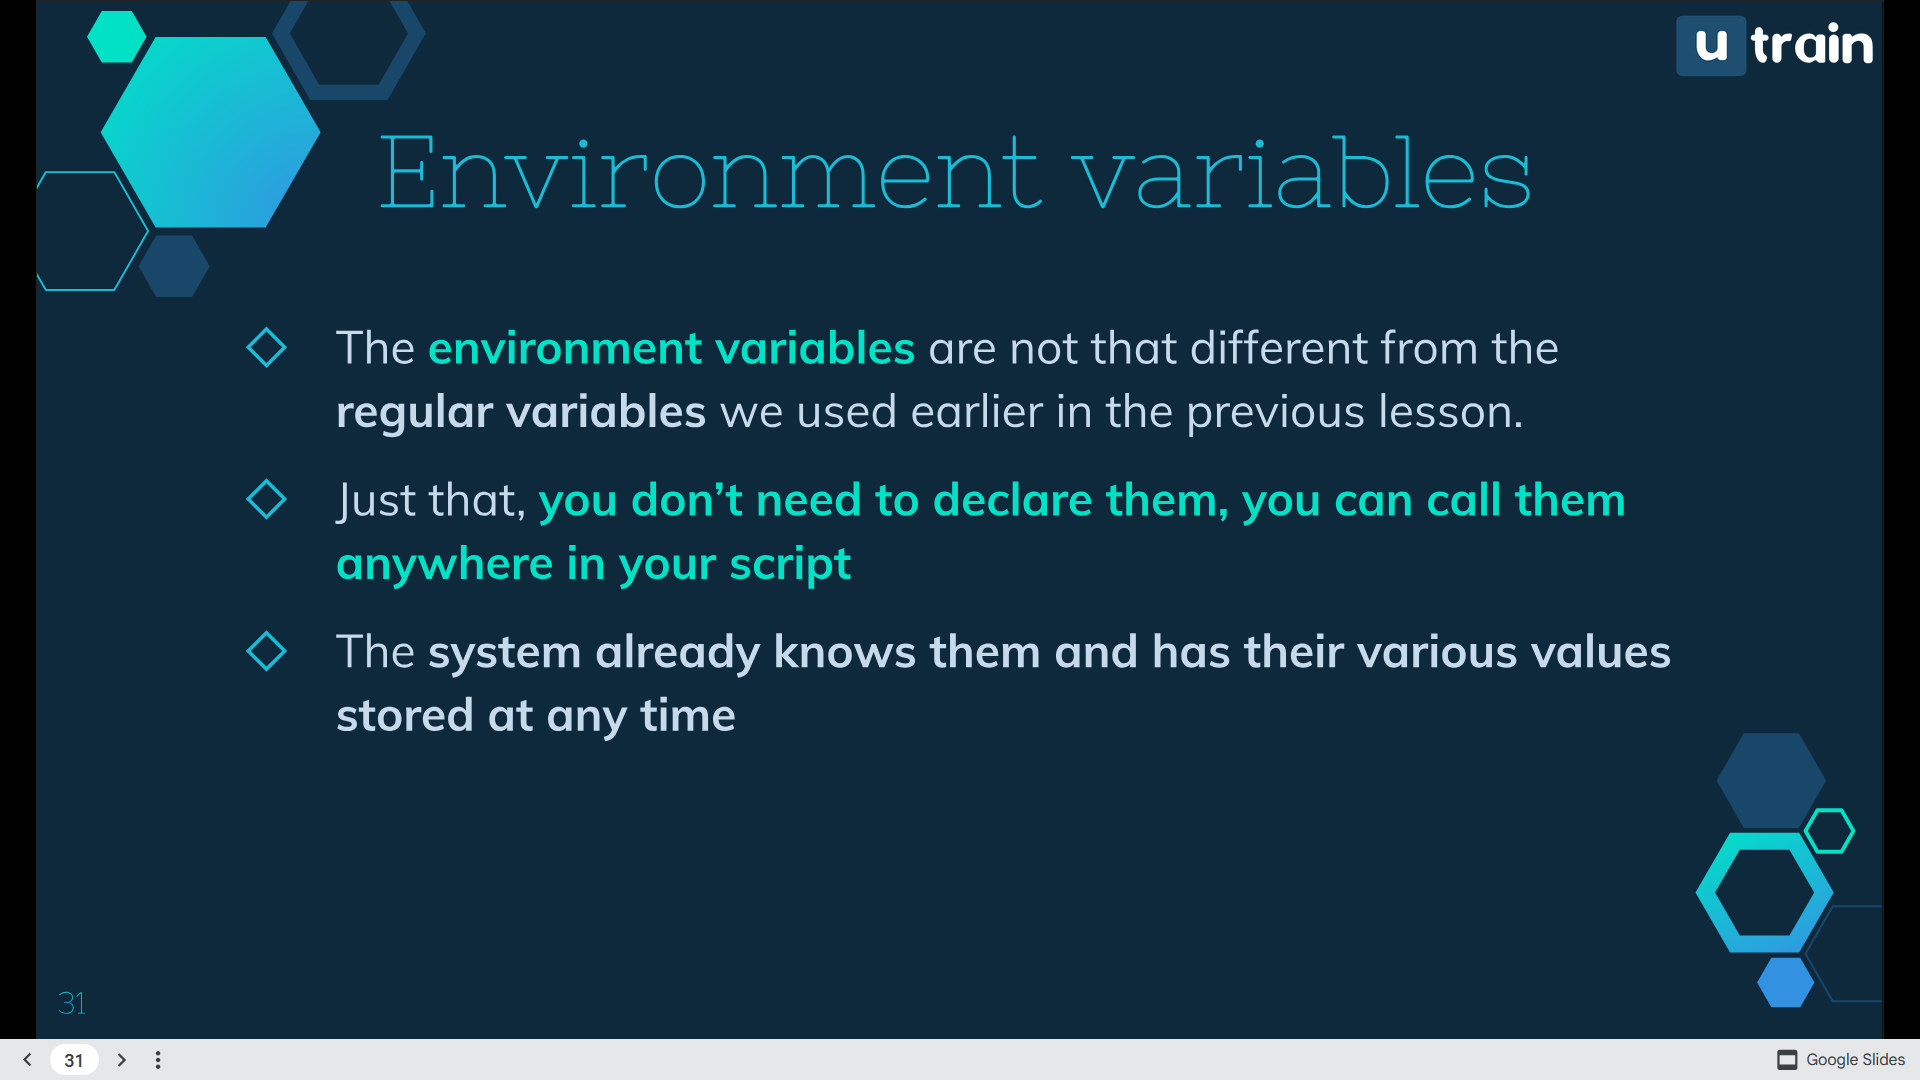 u train
Environment variables
The environment variables are not that different from the
regular variables we used earlier in the previous lesson.
Just that, you don’t need to declare them, you can call them
anywhere in your script
The system already knows them and has their various values
stored at any time
31
31
Google Slides